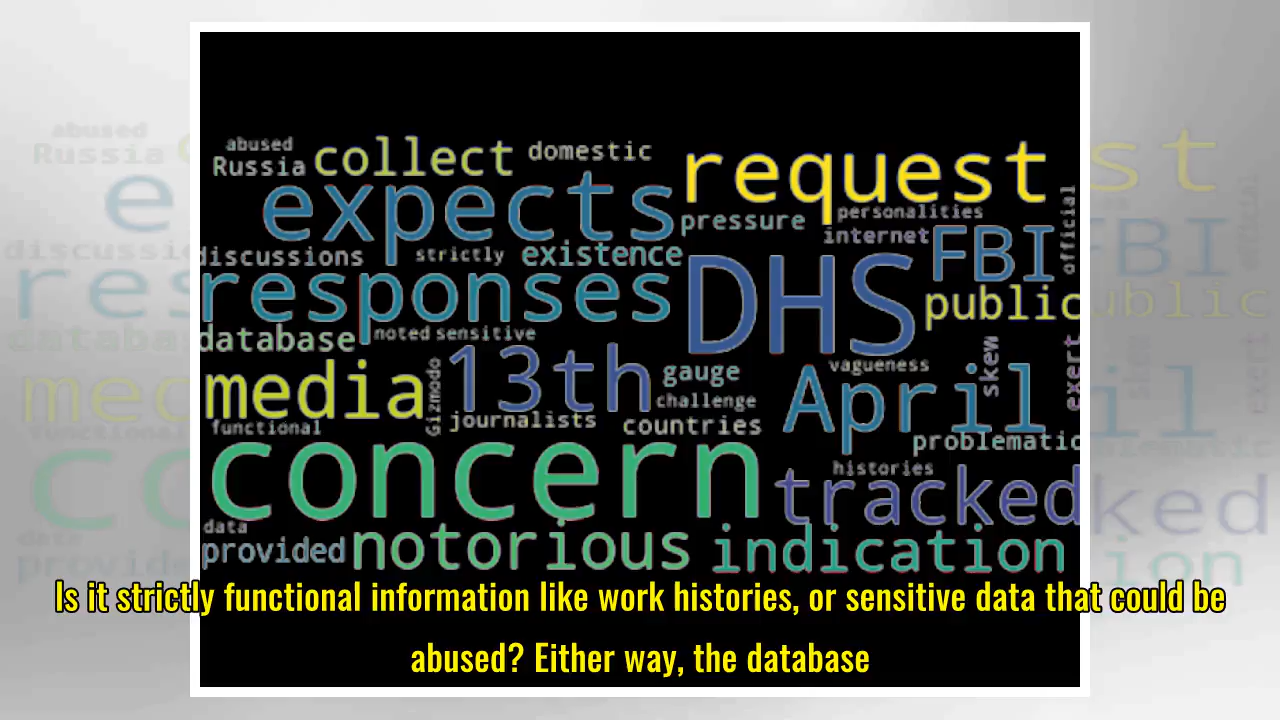 abused
Russia
collect
domestic
request
expects
pressure
personalities
internet
FBI
official
discussions
strictly
existence
responses
DHS
public
database
noted
sensitive
media
Gizmodo
13th
gauge
vagueness
skew
exert
challenge
April
functional
journalists
countries
problematic
concern
histories
tracked
data
provided
notorious
indication
Is it strictly functional information like work histories, or sensitive data that could be
abused? Either way, the database